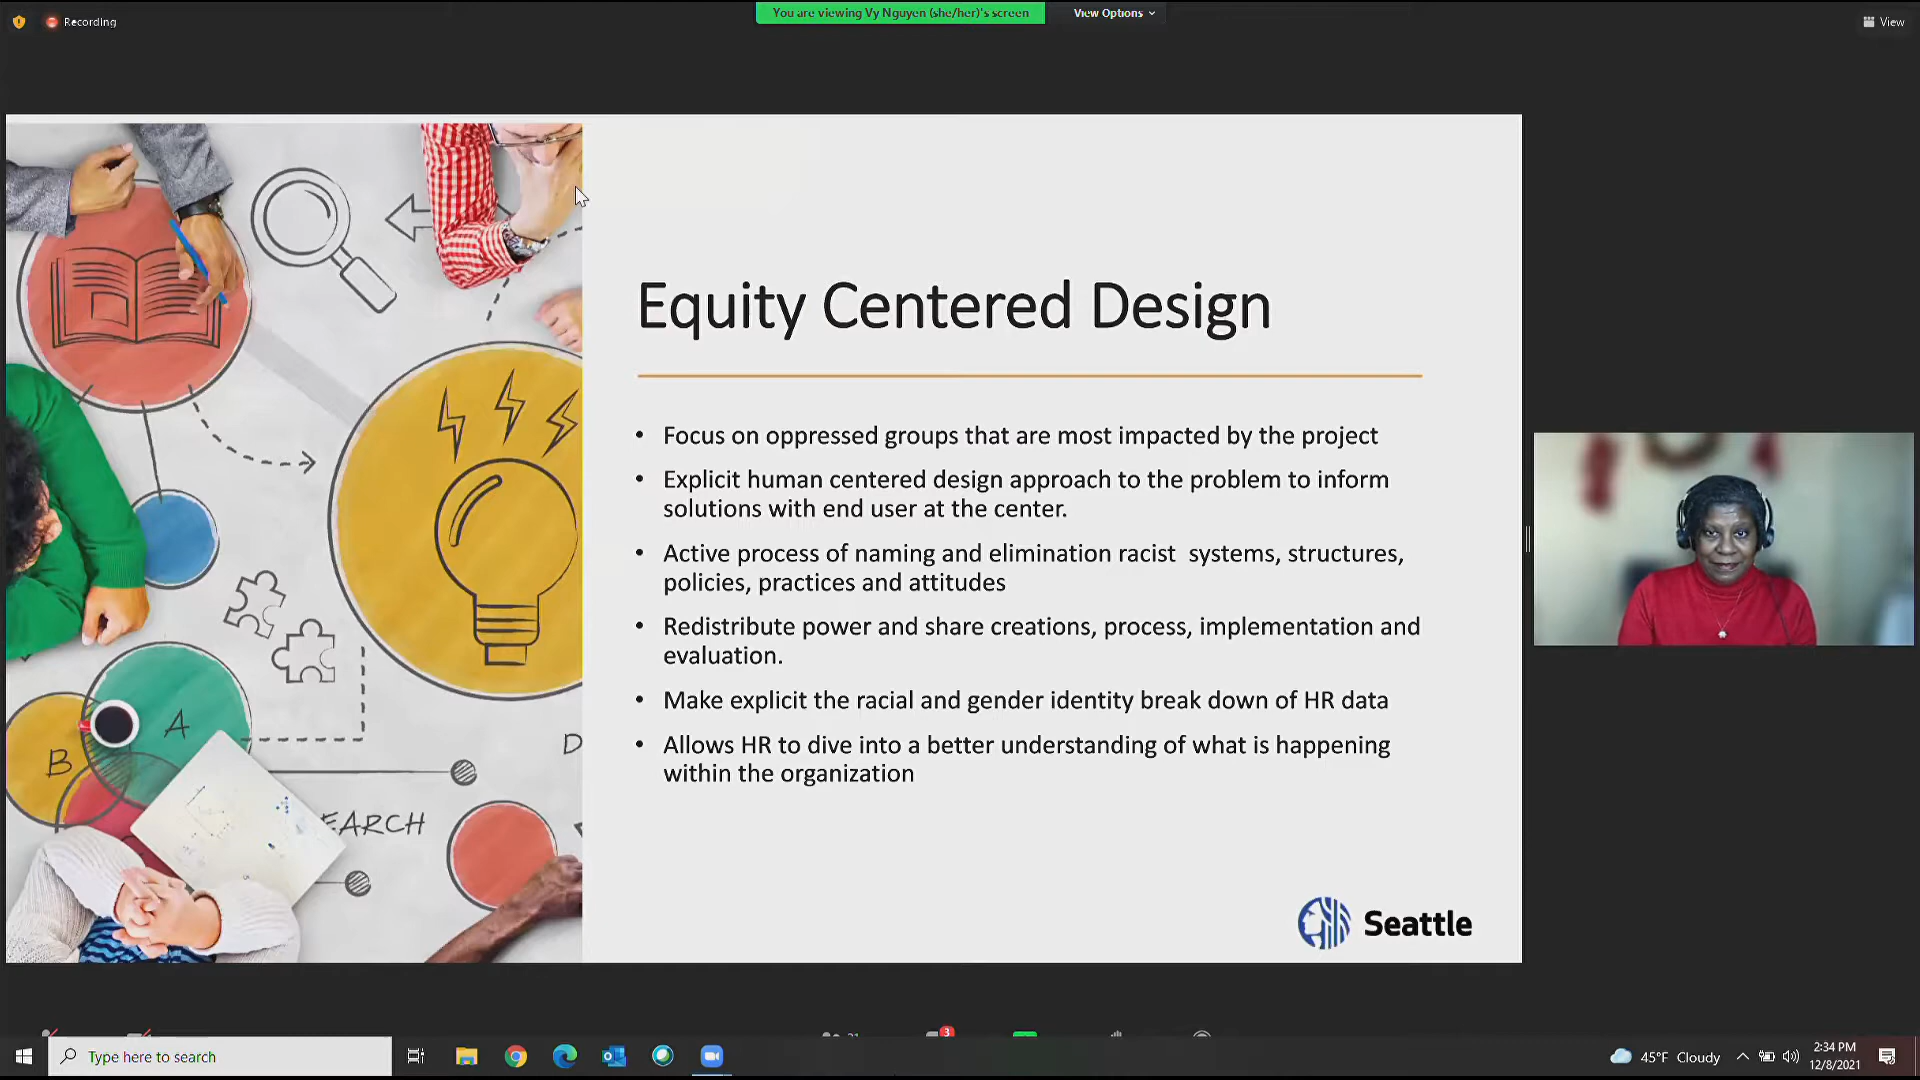 Recording
You are viewing Vy Nguyen (she/her)'s screen
View Options
View
Equity Centered Design
• Focus on oppressed groups that are most impacted by the project
• Explicit human centered design approach to the problem to inform
solutions with end user at the center.
• Active process of naming and elimination racist systems, structures,
policies, practices and attitudes
• Redistribute power and share creations, process, implementation and
evaluation.
• Make explicit the racial and gender identity break down of HR data
• Allows HR to dive into a better understanding of what is happening
within the organization
A
B
D
EARCH
Seattle
3
Type here to search
45°F Cloudy
2:34 PM
12/8/2021